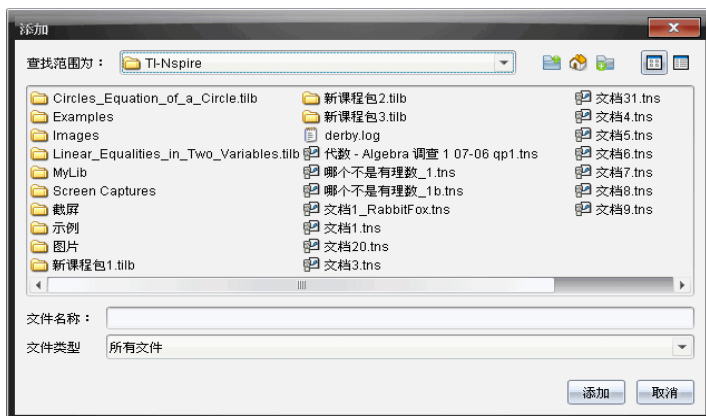 添加
查找范围为： TI-Nspire
Circles_Equation_of_a_Circle.tilb
Examples
Images
Linear_Equalities_in_Two_Variables.tilb
MyLib
Screen Captures
截屏
示例
图片
新课程包1.tilb
新课程包2.tilb
新课程包3.tilb
derby.log
代数 - Algebra 调查 1 07-06 qp1.tns
哪个不是有理数_1.tns
哪个不是有理数_1b.tns
文档1_RabbitFox.tns
文档1.tns
文档20.tns
文档3.tns
文档31.tns
文档4.tns
文档5.tns
文档6.tns
文档7.tns
文档8.tns
文档9.tns
文件名称：
文件类型 所有文件
添加 取消